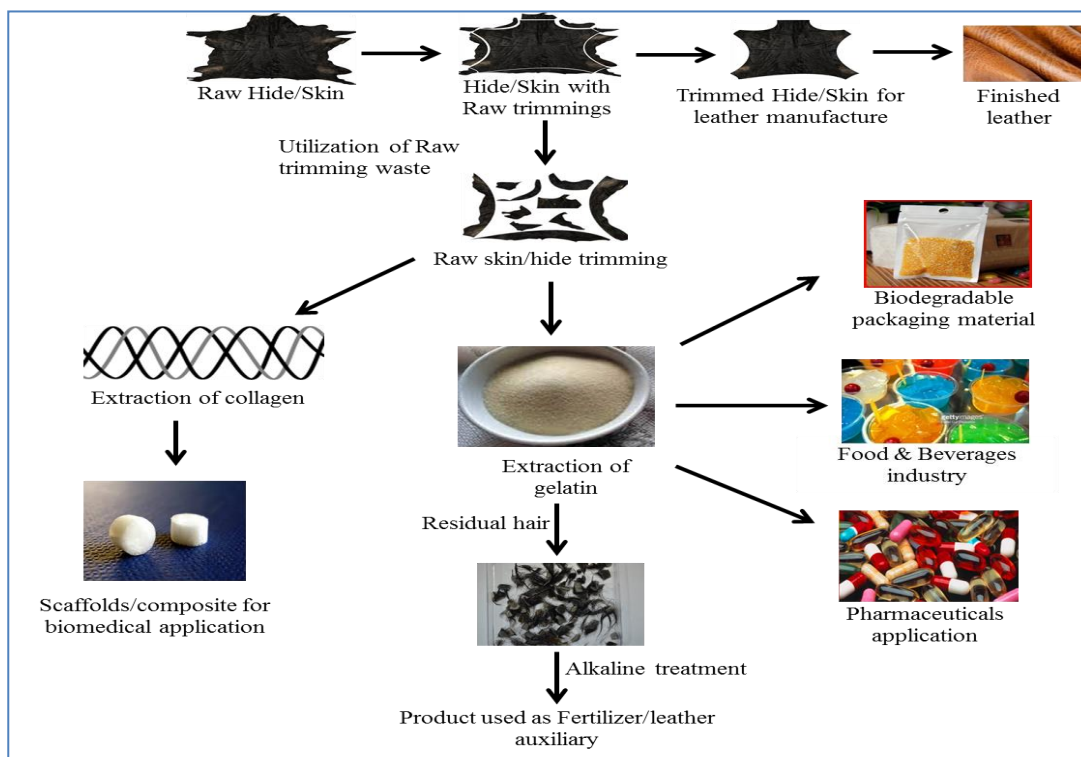 Raw Hide/Skin
Hide/Skin with
Raw trimmings
Trimmed Hide/Skin for
leather manufacture
Finished
leather
Utilization of Raw
trimming waste
Raw skin/hide trimming
Biodegradable
packaging material
Extraction of collagen
Extraction of
gelatin
gettyimages
Food & Beverages
industry
Residual hair
Scaffolds/composite for
biomedical application
Pharmaceuticals
application
Alkaline treatment
Product used as Fertilizer/leather
auxiliary